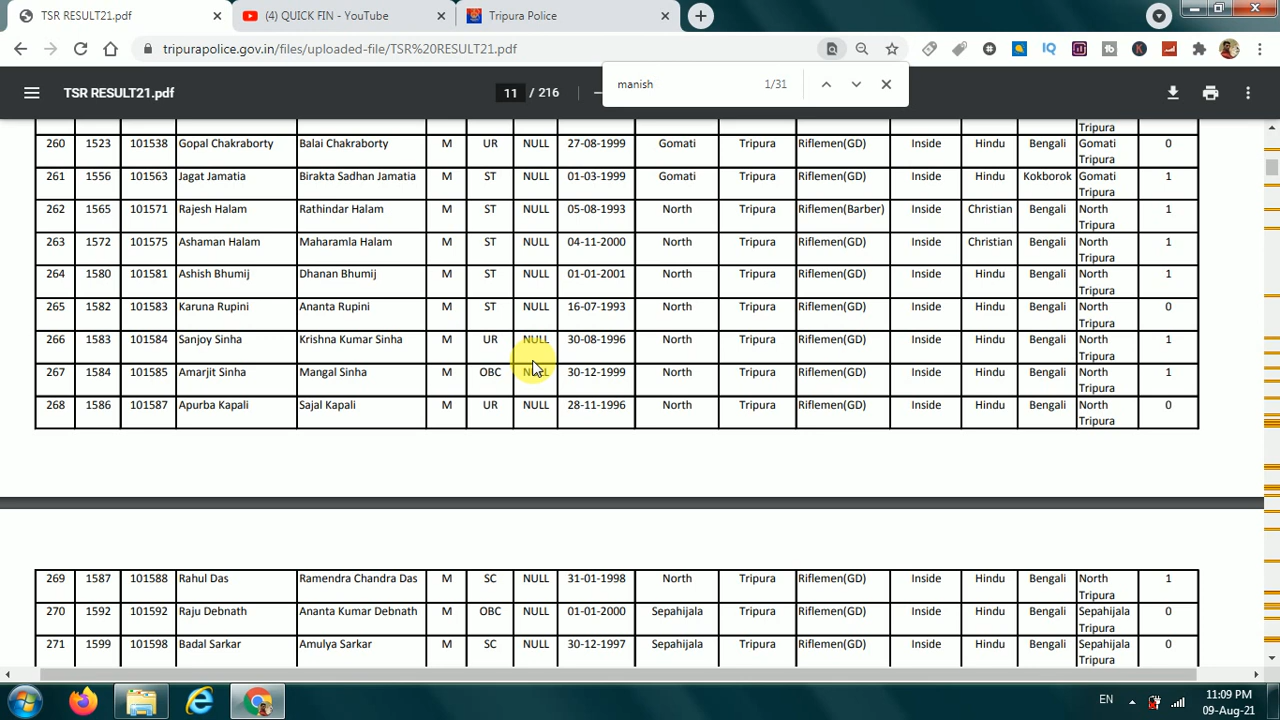 TSR RESULT21.pdf
(4) QUICK FIN - YouTube
Tripura Police
tripurapolice.gov.in/files/uploaded-file/TSR%20RESULT21.pdf
IQ
K
manish 1/31
TSR RESULT21.pdf
11 / 216
Tripura
260 1523 101538 Gopal Chakraborty Balai Chakraborty M UR NULL 27-08-1999 Gomati Tripura Riflemen(GD) Inside Hindu Bengali Gomati 0
Tripura
261 1556 101563 Jagat Jamatia Birakta Sadhan Jamatia M ST NULL 01-03-1999 Gomati Tripura Riflemen(GD) Inside Hindu Kokborok Gomati 1
Tripura
262 1565 101571 Rajesh Halam Rathindar Halam M ST NULL 05-08-1993 North Tripura Riflemen(Barber) Inside Christian Bengali North 1
Tripura
263 1572 101575 Ashaman Halam Maharamla Halam M ST NULL 04-11-2000 North Tripura Riflemen(GD) Inside Christian Bengali North 1
Tripura
264 1580 101581 Ashish Bhumij Dhanan Bhumij M ST NULL 01-01-2001 North Tripura Riflemen(GD) Inside Hindu Bengali North 1
Tripura
265 1582 101583 Karuna Rupini Ananta Rupini M ST NULL 16-07-1993 North Tripura Riflemen(GD) Inside Hindu Bengali North 0
Tripura
266 1583 101584 Sanjoy Sinha Krishna Kumar Sinha M UR NULL 30-08-1996 North Tripura Riflemen(GD) Inside Hindu Bengali North 1
Tripura
267 1584 101585 Amarjit Sinha Mangal Sinha M OBC NULL 30-12-1999 North Tripura Riflemen(GD) Inside Hindu Bengali North 1
Tripura
268 1586 101587 Apurba Kapali Sajal Kapali M UR NULL 28-11-1996 North Tripura Riflemen(GD) Inside Hindu Bengali North 0
Tripura
269 1587 101588 Rahul Das Ramendra Chandra Das M SC NULL 31-01-1998 North Tripura Riflemen(GD) Inside Hindu Bengali North 1
Tripura
270 1592 101592 Raju Debnath Ananta Kumar Debnath M OBC NULL 01-01-2000 Sepahijala Tripura Riflemen(GD) Inside Hindu Bengali Sepahijala 0
Tripura
271 1599 101598 Badal Sarkar Amulya Sarkar M SC NULL 30-12-1997 Sepahijala Tripura Riflemen(GD) Inside Hindu Bengali Sepahijala 0
Tripura
EN
11:09 PM
09-Aug-21